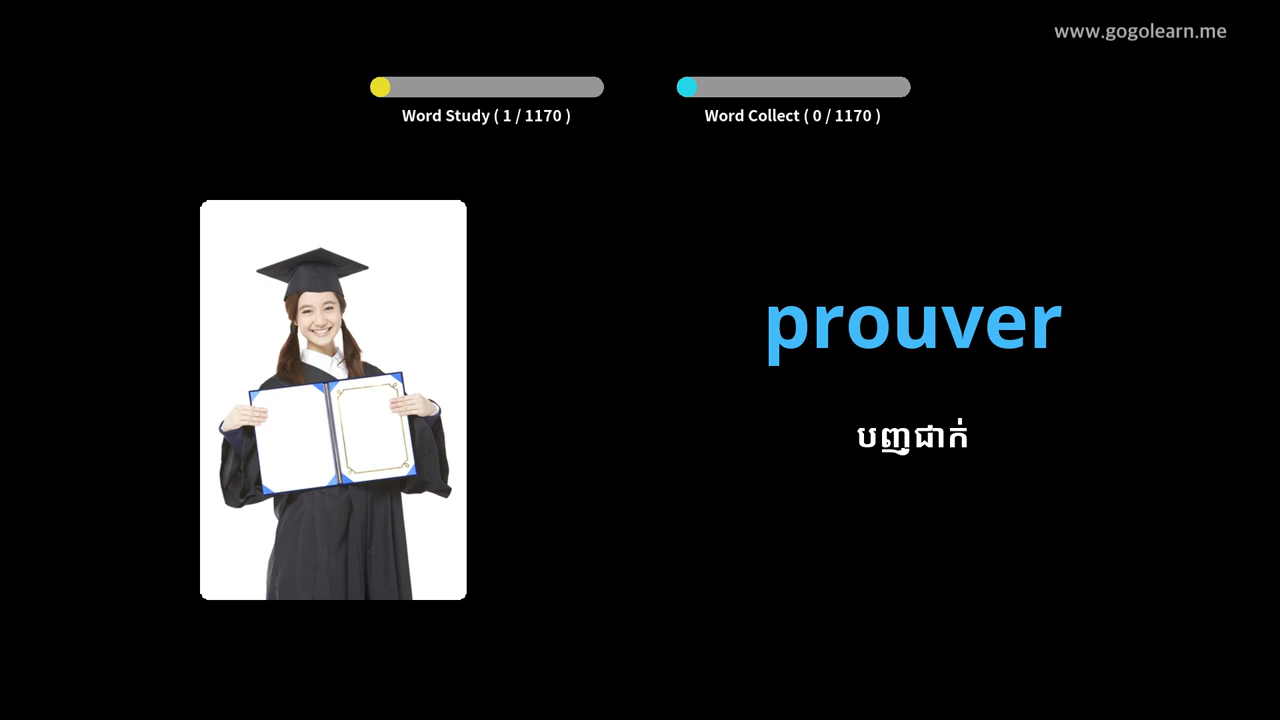 www.gogolearn.me
Word Study ( 1 / 1170 )
Word Collect ( 0 / 1170 )
prouver
បញ្ជាក់